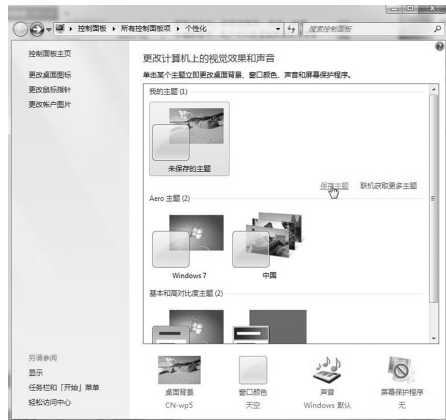 控制面板 ▸ 所有控制面板项 ▸ 个性化
搜索控制面板
控制面板主页
更改桌面图标
更改鼠标指针
更改帐户图片
另请参阅
显示
任务栏和「开始」菜单
轻松访问中心
更改计算机上的视觉效果和声音
单击某个主题立即更改桌面背景、窗口颜色、声音和屏幕保护程序。
我的主题 (1)
未保存的主题
保存主题 联机获取更多主题
Aero 主题 (2)
Windows 7 中国
基本和高对比度主题 (2)
桌面背景 窗口颜色 声音 屏幕保护程序
CN-wp5 天空 Windows 默认 无